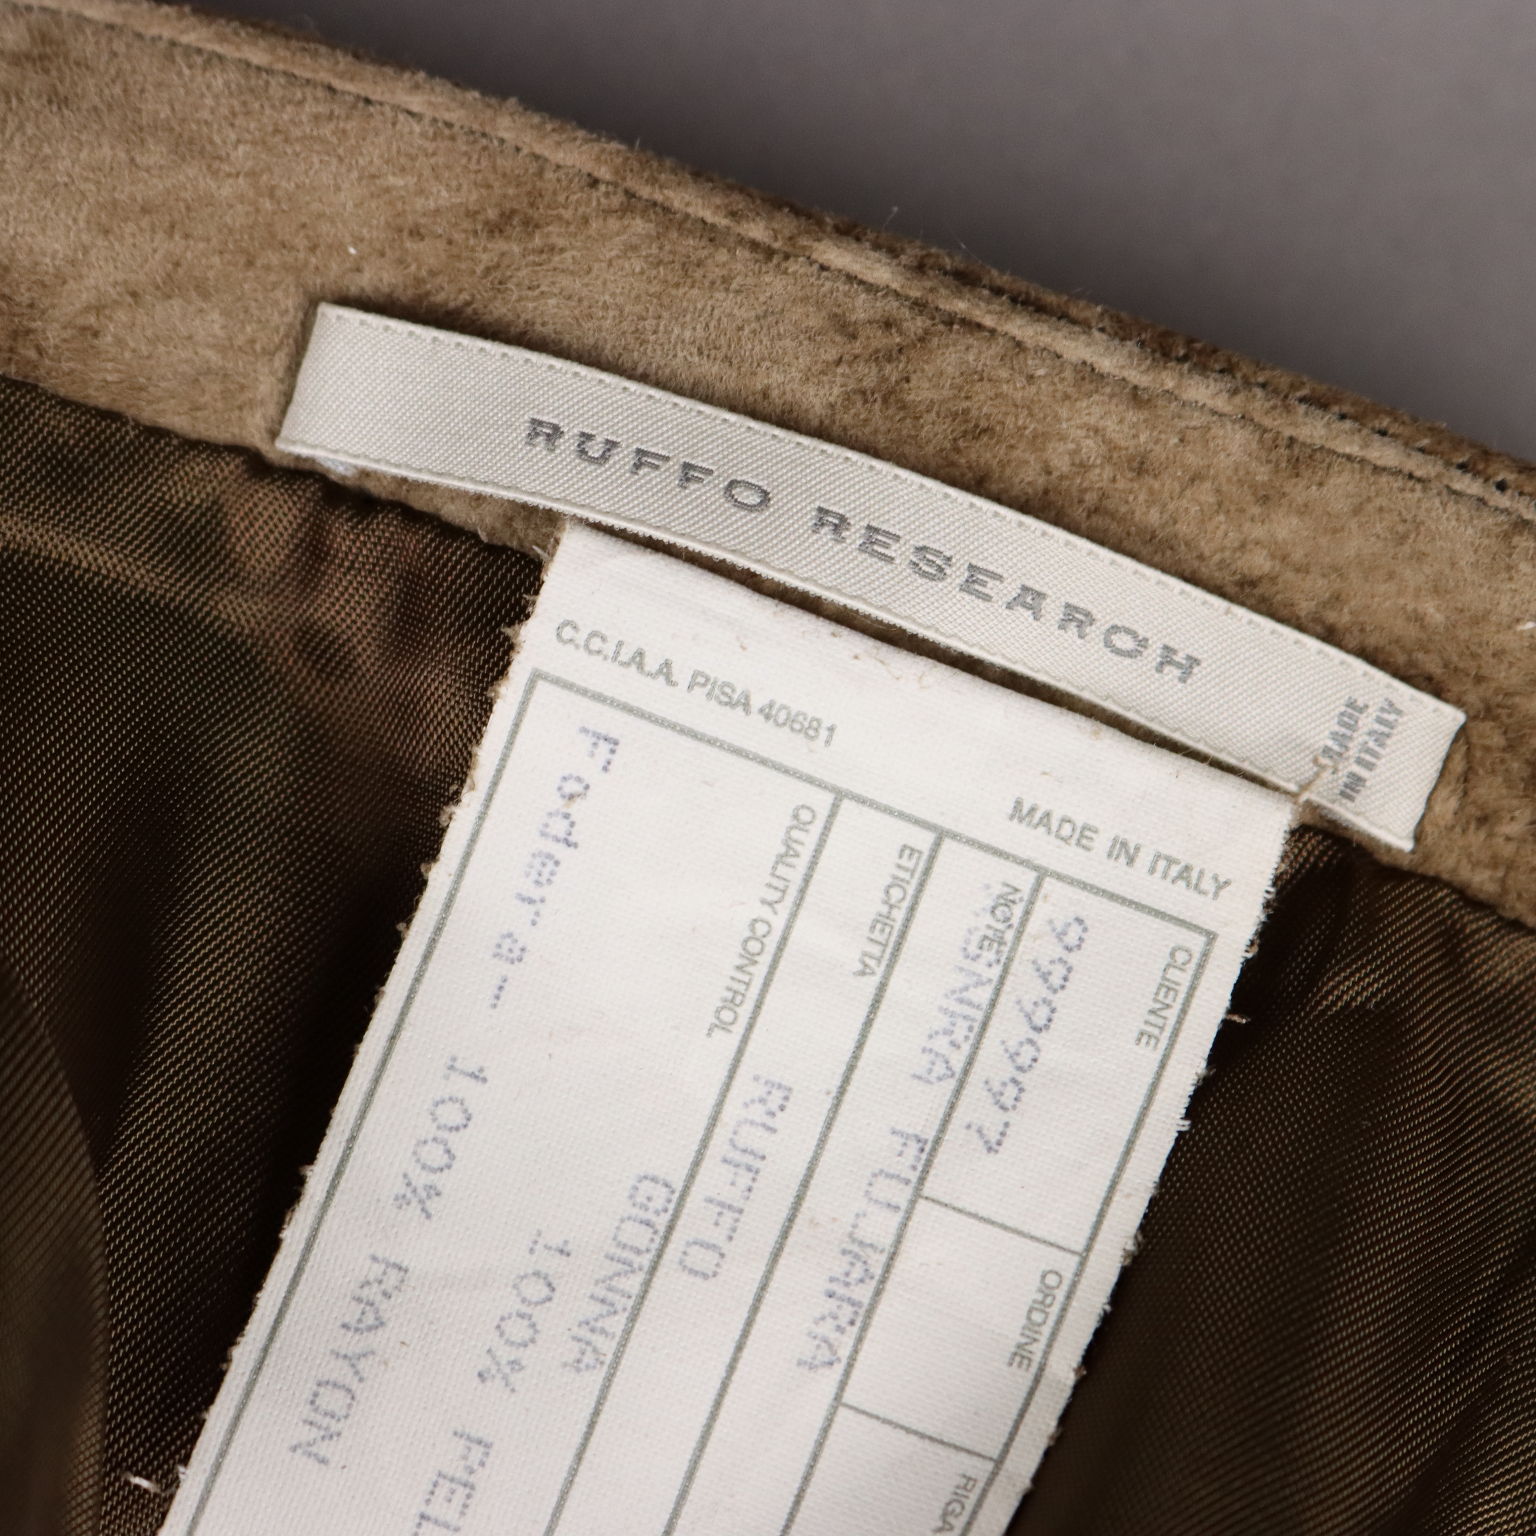 RUFFO RESEARCH
MADE
IN ITALY
C.C.I.A.A. PISA 40681
MADE IN ITALY
CLIENTE
999997
ORDINE
RIGA
NOTE
FUJARA
ETICHETTA
RUFFO
QUALITY CONTROL
GONNA
100%
Fodera-
100% RAYON